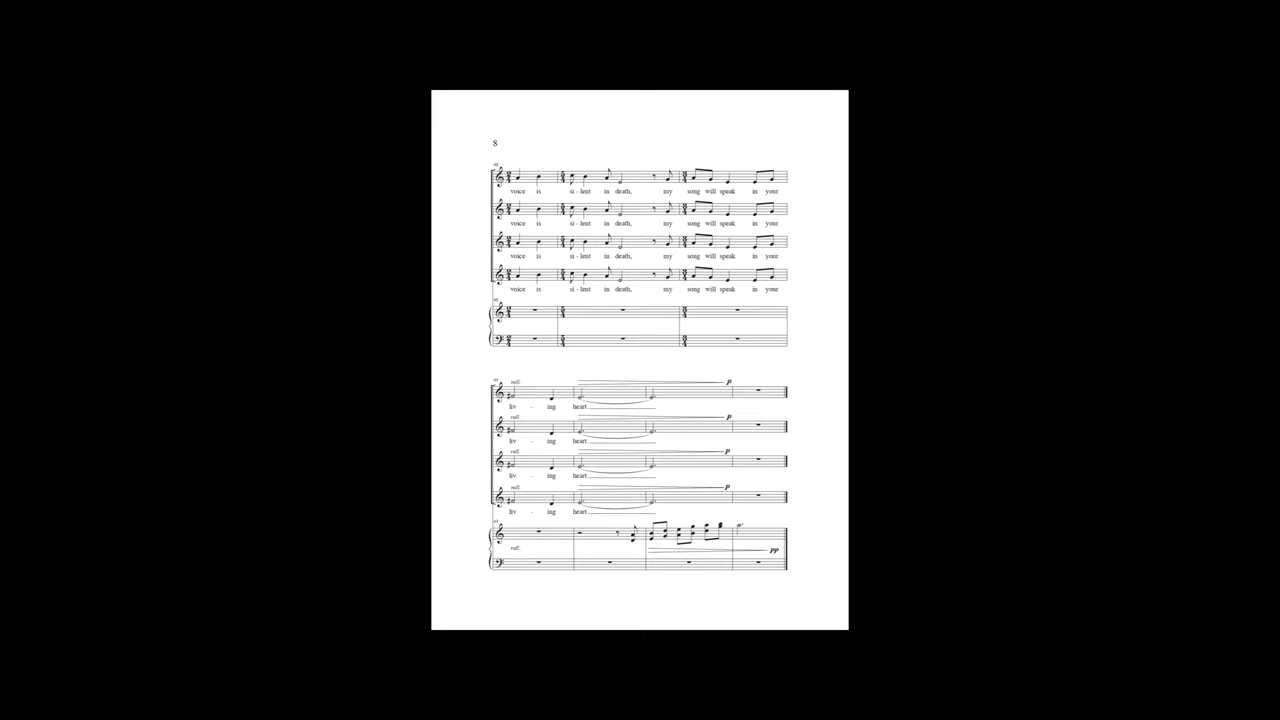 8
voice is si - lent in death, my song will speak in your
voice is si - lent in death, my song will speak in your
voice is si - lent in death, my song will speak in your
voice is si - lent in death, my song will speak in your
rall. p
liv - ing heart
rall. p
liv - ing heart
rall. p
liv - ing heart
rall. p
liv - ing heart
rall. pp